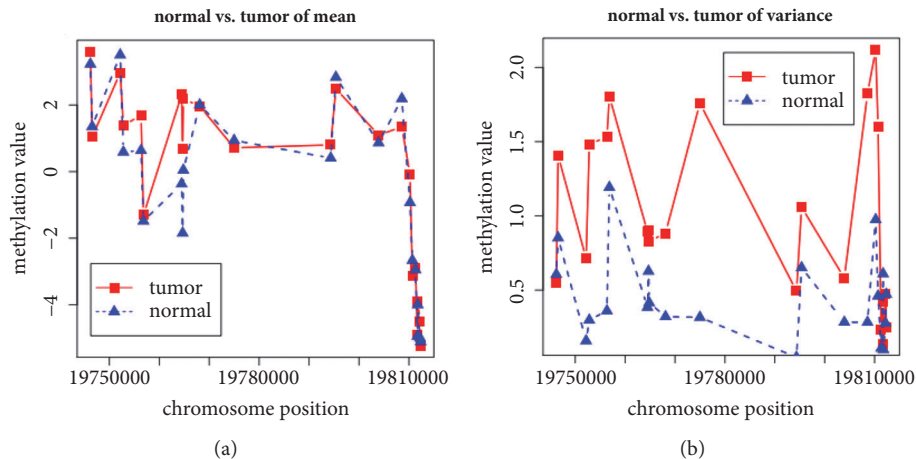 normal vs. tumor of mean
methylation value
2
0
−2
−4
tumor
normal
19750000 19780000 19810000
chromosome position
(a)
normal vs. tumor of variance
methylation value
2.0
1.5
1.0
0.5
tumor
normal
19750000 19780000 19810000
chromosome position
(b)